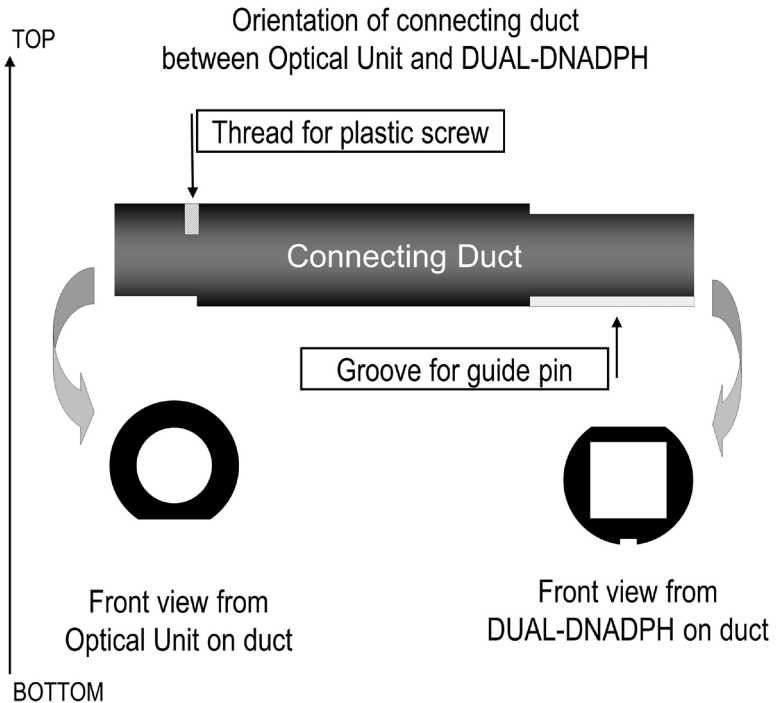 Orientation of connecting duct
between Optical Unit and DUAL-DNADPH
TOP
Thread for plastic screw
Connecting Duct
Groove for guide pin
Front view from
Optical Unit on duct
Front view from
DUAL-DNADPH on duct
BOTTOM